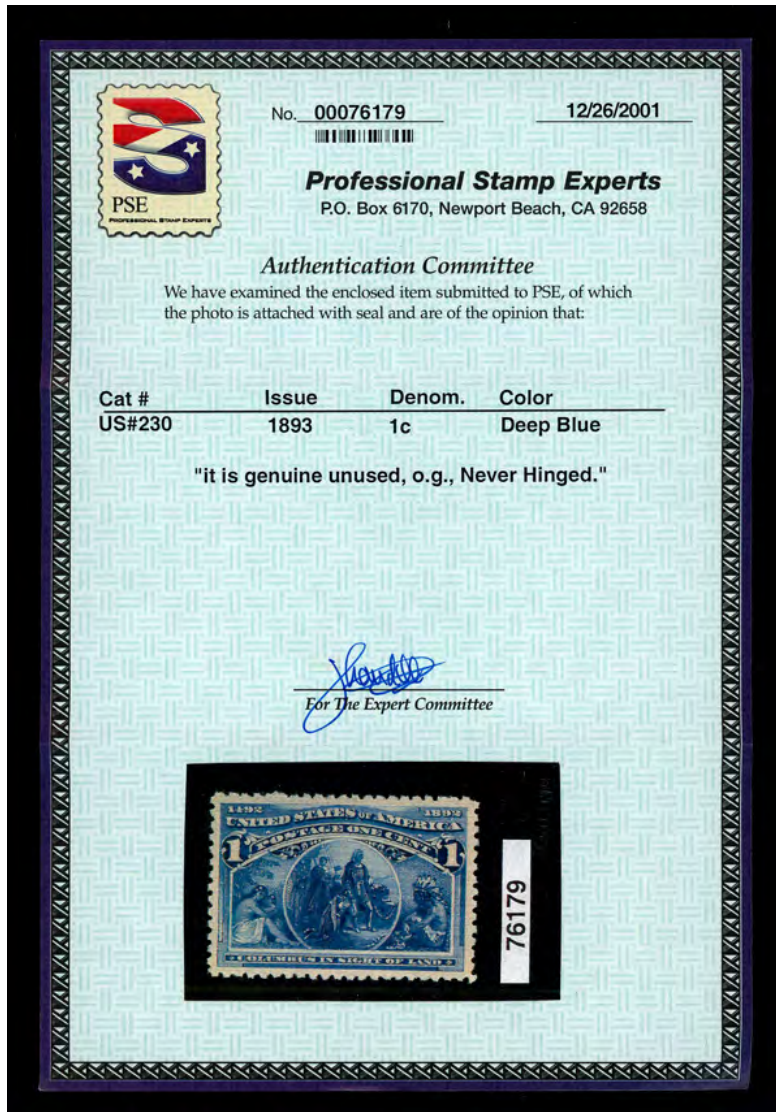 No. 00076179
12/26/2001
PSE
PROFESSIONAL STAMP EXPERTS
Professional Stamp Experts
P.O. Box 6170, Newport Beach, CA 92658
Authentication Committee
We have examined the enclosed item submitted to PSE, of which
the photo is attached with seal and are of the opinion that:
Cat # Issue Denom. Color
US#230 1893 1c Deep Blue
"it is genuine unused, o.g., Never Hinged."
For The Expert Committee
1492 1892
UNITED STATES OF AMERICA
POSTAGE ONE CENT
1 1
COLUMBUS IN SIGHT OF LAND
76179